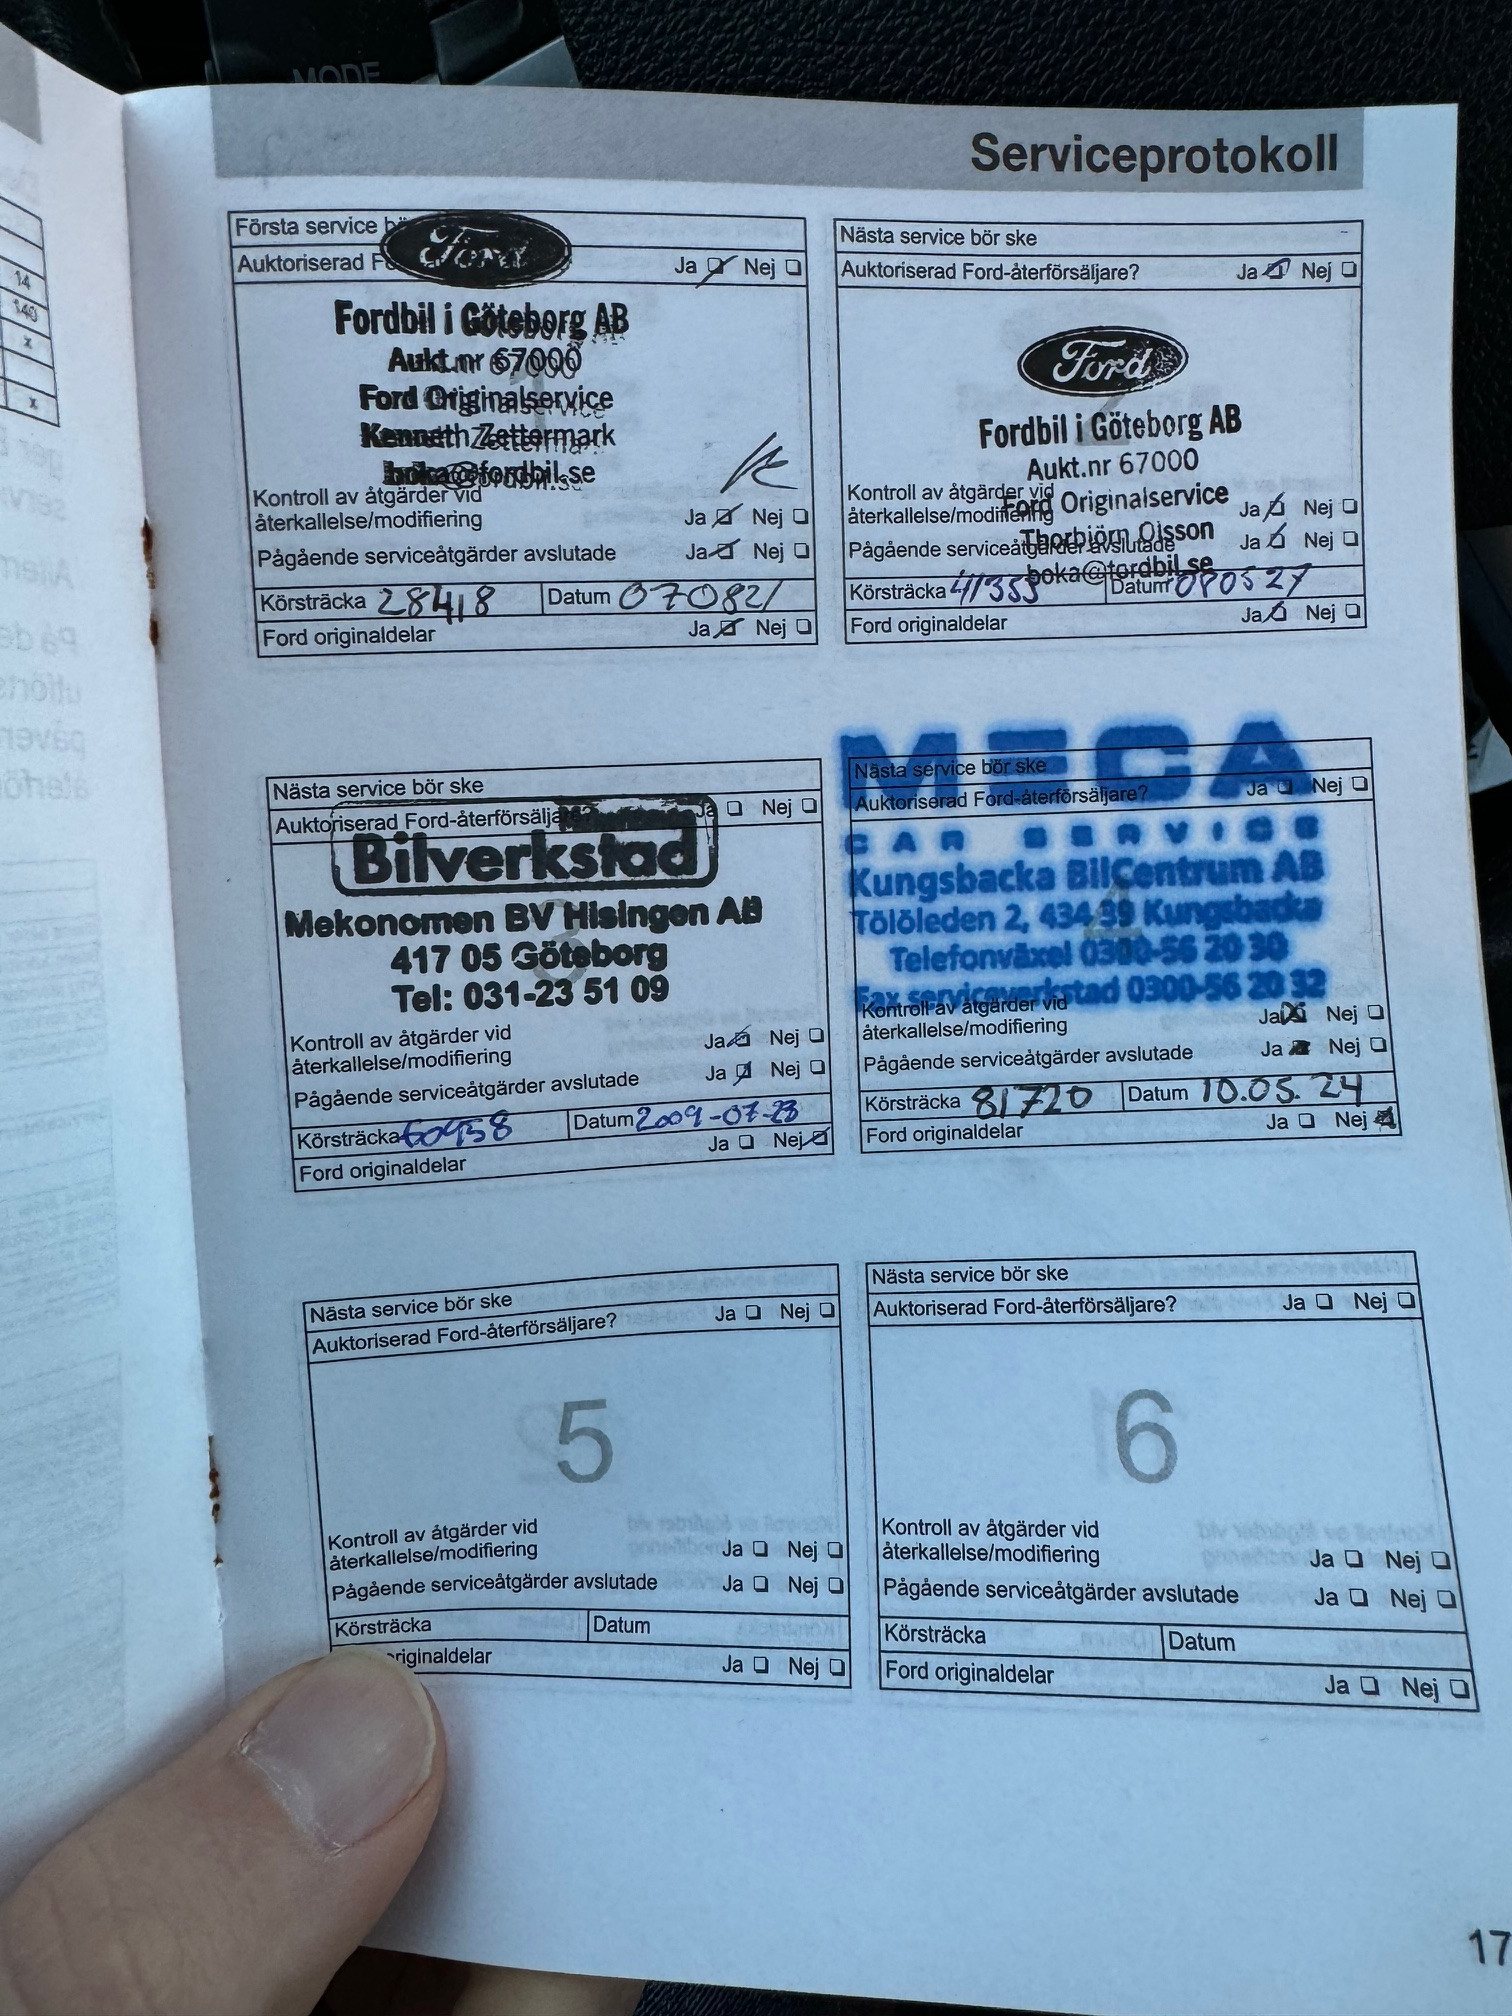 MODE
Serviceprotokoll
14
140
x
x
Första service
Ford
Auktoriserad
Ja Nej
Fordbil i Göteborg AB
Aukt.nr 67000
Ford Originalservice
Kenneth Zettermark
boka@fordbil.se
Kontroll av åtgärder vid
återkallelse/modifiering Ja Nej
Pågående serviceåtgärder avslutade Ja Nej
Körsträcka 28418 Datum 070821
Ford originaldelar Ja Nej
Nästa service bör ske
Auktoriserad Ford-återförsäljare? Ja Nej
Ford
Fordbil i Göteborg AB
Aukt.nr 67000
Ford Originalservice
Thorbjörn Olsson
boka@fordbil.se
Kontroll av åtgärder vid
återkallelse/modifiering Ja Nej
Pågående serviceåtgärder avslutade Ja Nej
Körsträcka 41353 Datum 080527
Ford originaldelar Ja Nej
Nästa service bör ske
Auktoriserad Ford-återförsäljare? Ja Nej
Bilverkstad
3
Mekonomen BV Hisingen AB
417 05 Göteborg
Tel: 031-23 51 09
Kontroll av åtgärder vid
återkallelse/modifiering Ja Nej
Pågående serviceåtgärder avslutade Ja Nej
Körsträcka 60458 Datum 2009-07-23
Ford originaldelar Ja Nej
MECA
Nästa service bör ske
Auktoriserad Ford-återförsäljare? Ja Nej
CAR SERVICE
4
Kungsbacka BilCentrum AB
Tölöleden 2, 434 39 Kungsbacka
Telefonväxel 0300-56 20 30
Fax serviceverkstad 0300-56 20 32
Kontroll av åtgärder vid
återkallelse/modifiering Ja Nej
Pågående serviceåtgärder avslutade Ja Nej
Körsträcka 81720 Datum 10.05.24
Ford originaldelar Ja Nej
Nästa service bör ske
Auktoriserad Ford-återförsäljare? Ja Nej
5
Kontroll av åtgärder vid
återkallelse/modifiering Ja Nej
Pågående serviceåtgärder avslutade Ja Nej
Körsträcka Datum
originaldelar Ja Nej
Nästa service bör ske
Auktoriserad Ford-återförsäljare? Ja Nej
6
Kontroll av åtgärder vid
återkallelse/modifiering Ja Nej
Pågående serviceåtgärder avslutade Ja Nej
Körsträcka Datum
Ford originaldelar Ja Nej
17